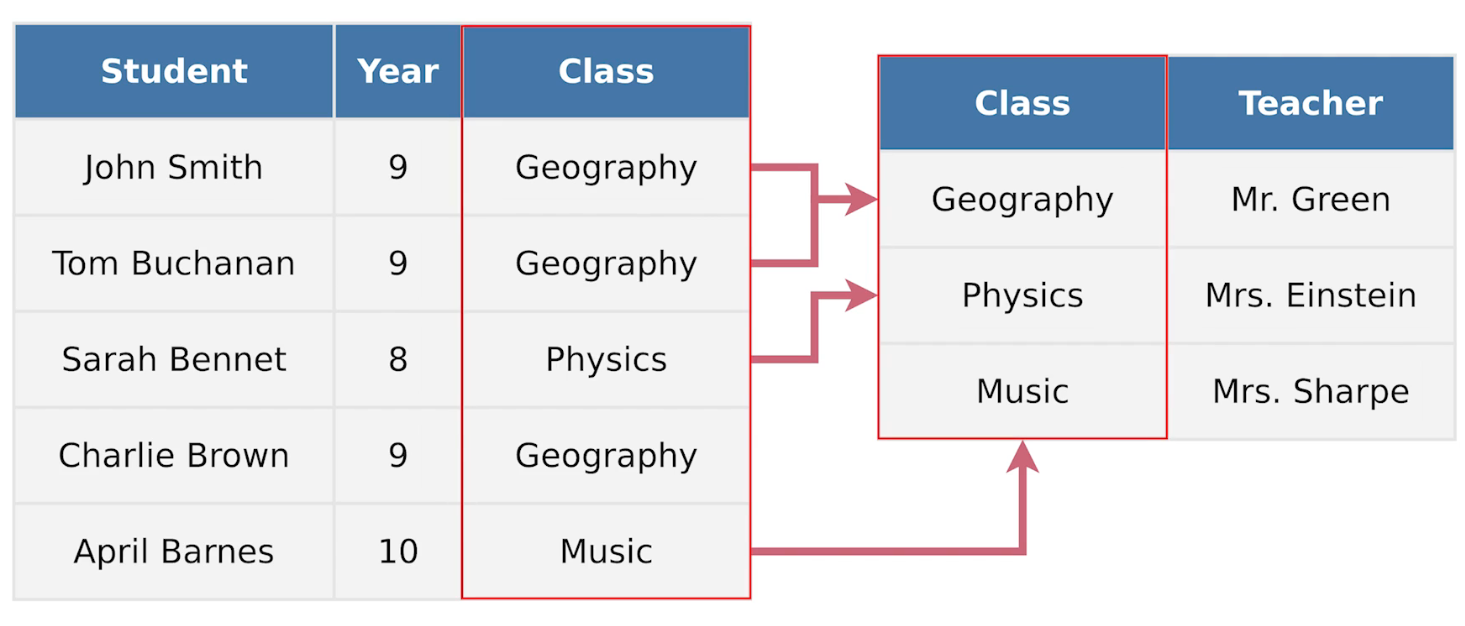 Student Year Class
John Smith 9 Geography
Tom Buchanan 9 Geography
Sarah Bennet 8 Physics
Charlie Brown 9 Geography
April Barnes 10 Music
Class Teacher
Geography Mr. Green
Physics Mrs. Einstein
Music Mrs. Sharpe